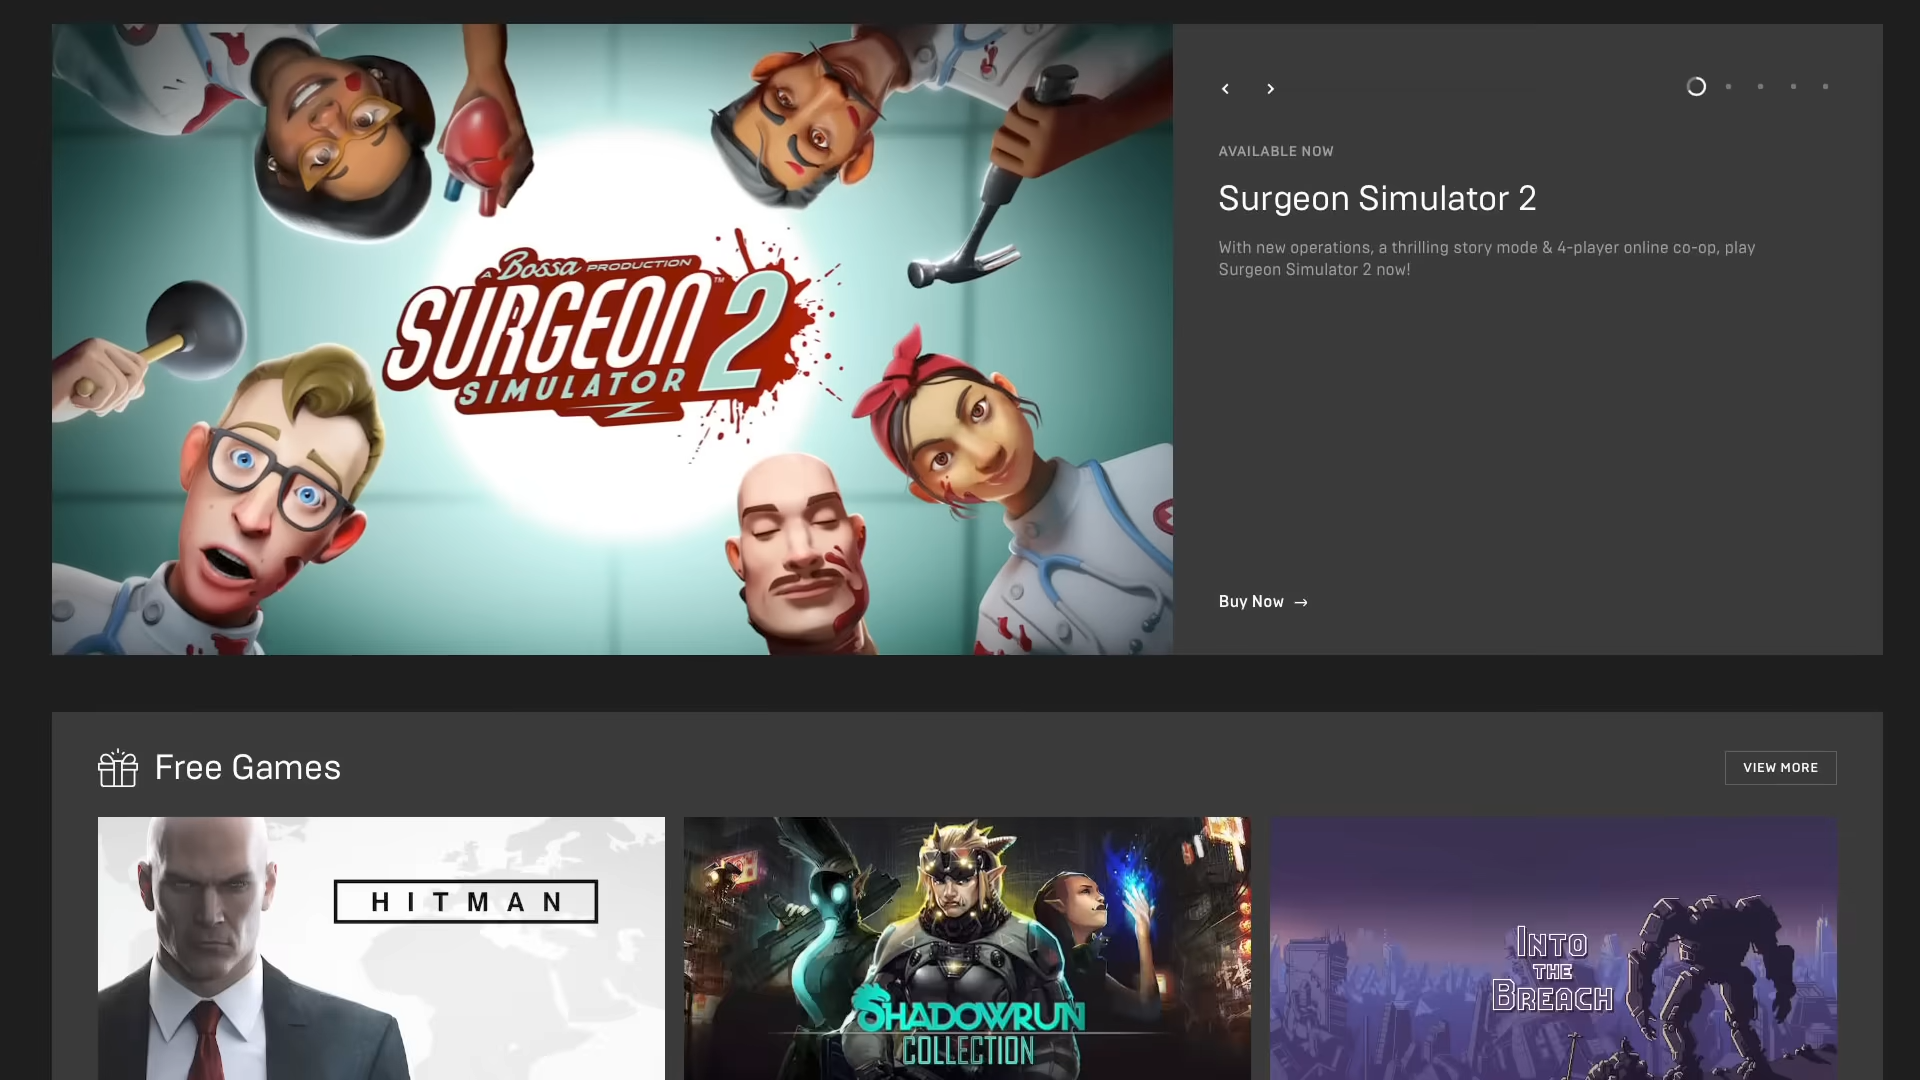 A Bossa PRODUCTION
SURGEON 2™
SIMULATOR
AVAILABLE NOW
Surgeon Simulator 2
With new operations, a thrilling story mode & 4-player online co-op, play
Surgeon Simulator 2 now!
Buy Now →
Free Games
VIEW MORE
HITMAN
SHADOWRUN
COLLECTION
INTO
THE
BREACH